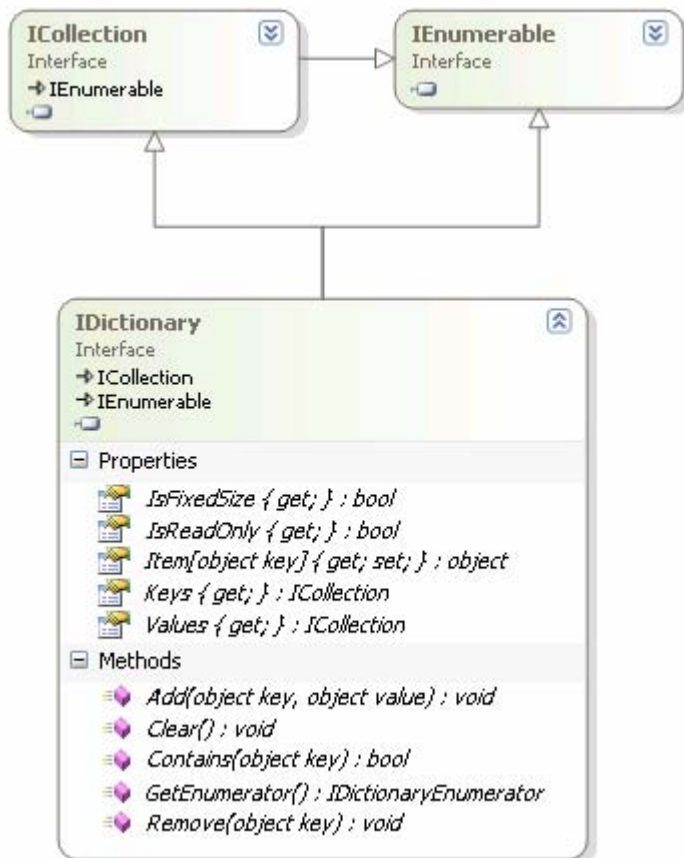 ICollection
Interface
IEnumerable
IEnumerable
Interface
IDictionary
Interface
ICollection
IEnumerable
Properties
IsFixedSize { get; } : bool
IsReadOnly { get; } : bool
Item[object key] { get; set; } : object
Keys { get; } : ICollection
Values { get; } : ICollection
Methods
Add(object key, object value) : void
Clear() : void
Contains(object key) : bool
GetEnumerator() : IDictionaryEnumerator
Remove(object key) : void